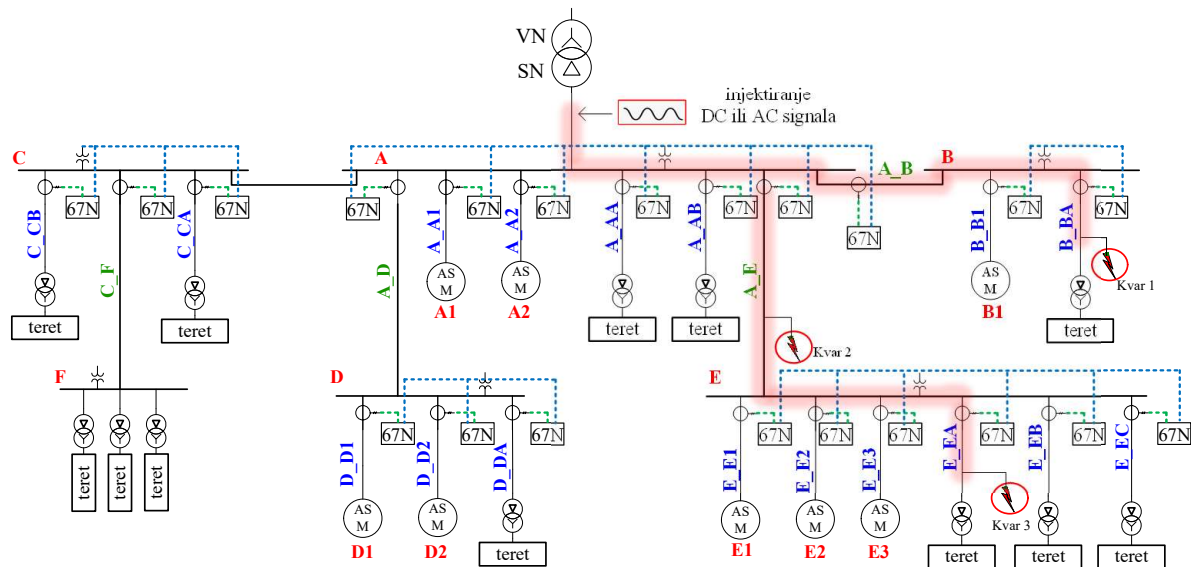 VN
SN
injektiranje
DC ili AC signala
C
A
A_B
B
67N
67N
67N
67N
67N
67N
67N
67N
67N
67N
67N
67N
C_CB
C_F
C_CA
A_D
A_A1
A_A2
A_AA
A_AB
A_E
B_B1
B_BA
Kvar 1
AS
M
AS
M
AS
M
A1
A2
B1
teret
teret
teret
teret
teret
Kvar 2
F
D
E
67N
67N
67N
67N
67N
67N
67N
67N
67N
teret
teret
teret
D_D1
D_D2
D_DA
E_E1
E_E2
E_E3
E_EA
E_EB
E_EC
Kvar 3
AS
M
AS
M
AS
M
AS
M
AS
M
D1
D2
teret
E1
E2
E3
teret
teret
teret